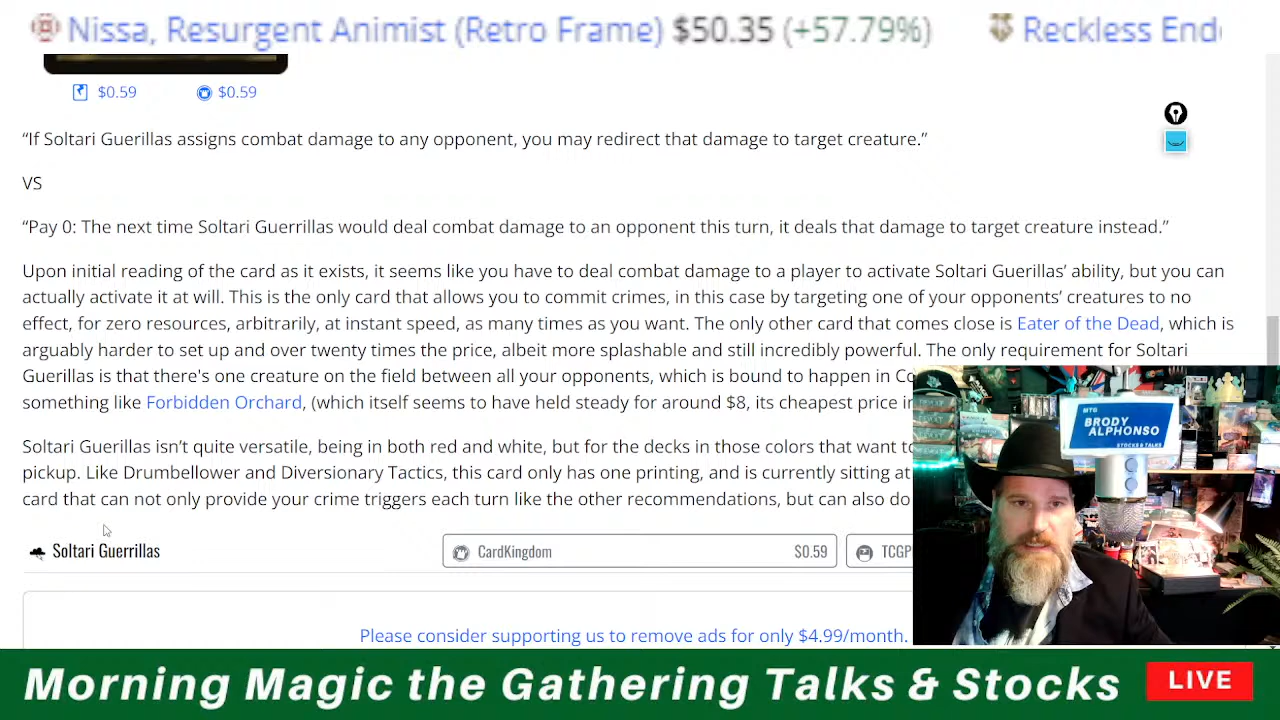 Nissa, Resurgent Animist (Retro Frame) $50.35 (+57.79%) Reckless
$0.59 $0.59
“If Soltari Guerillas assigns combat damage to any opponent, you may redirect that damage to target creature.”
VS
“Pay 0: The next time Soltari Guerrillas would deal combat damage to an opponent this turn, it deals that damage to target creature instead.”
Upon initial reading of the card as it exists, it seems like you have to deal combat damage to a player to activate Soltari Guerillas’ ability, but you can
actually activate it at will. This is the only card that allows you to commit crimes, in this case by targeting one of your opponents’ creatures to no
effect, for zero resources, arbitrarily, at instant speed, as many times as you want. The only other card that comes close is Eater of the Dead, which is
arguably harder to set up and over twenty times the price, albeit more splashable and still incredibly powerful. The only requirement for Soltari
Guerillas is that there's one creature on the field between all your opponents, which is bound to happen in Co
something like Forbidden Orchard, (which itself seems to have held steady for around $8, its cheapest price in
Soltari Guerillas isn’t quite versatile, being in both red and white, but for the decks in those colors that want to
pickup. Like Drumbellower and Diversionary Tactics, this card only has one printing, and is currently sitting at
card that can not only provide your crime triggers each turn like the other recommendations, but can also do
Soltari Guerrillas
CardKingdom $0.59
TCGP
Please consider supporting us to remove ads for only $4.99/month.
MTG
BRODY
ALPHONSO
STOCKS & TALKS
Morning Magic the Gathering Talks & Stocks
LIVE